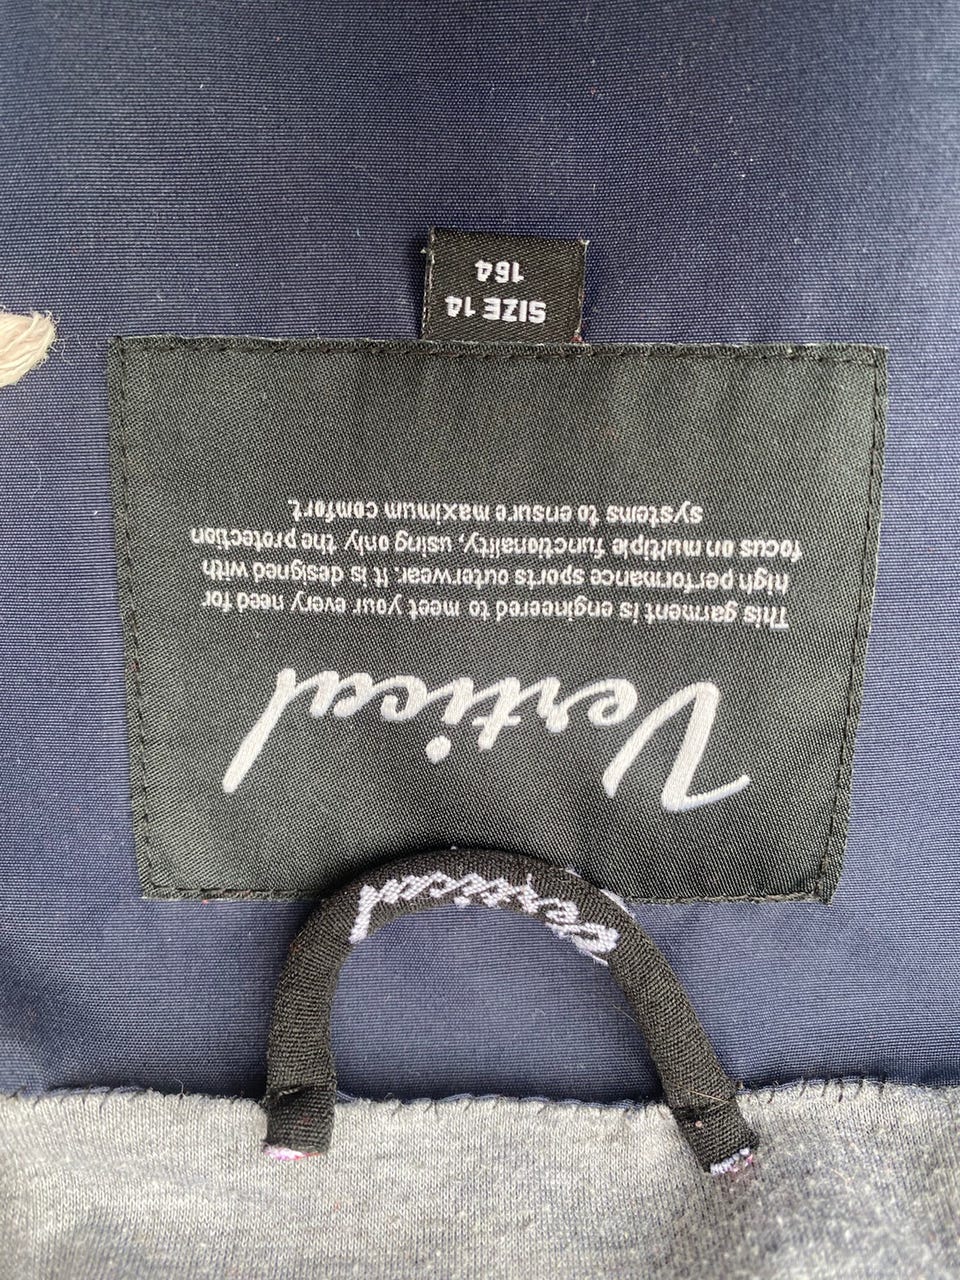 Vertical
Vertical
This garment is engineered to meet your every need for
high performance sports outerwear. It is designed with
focus on multiple functionality, using only the protection
systems to ensure maximum comfort.
SIZE 14
164